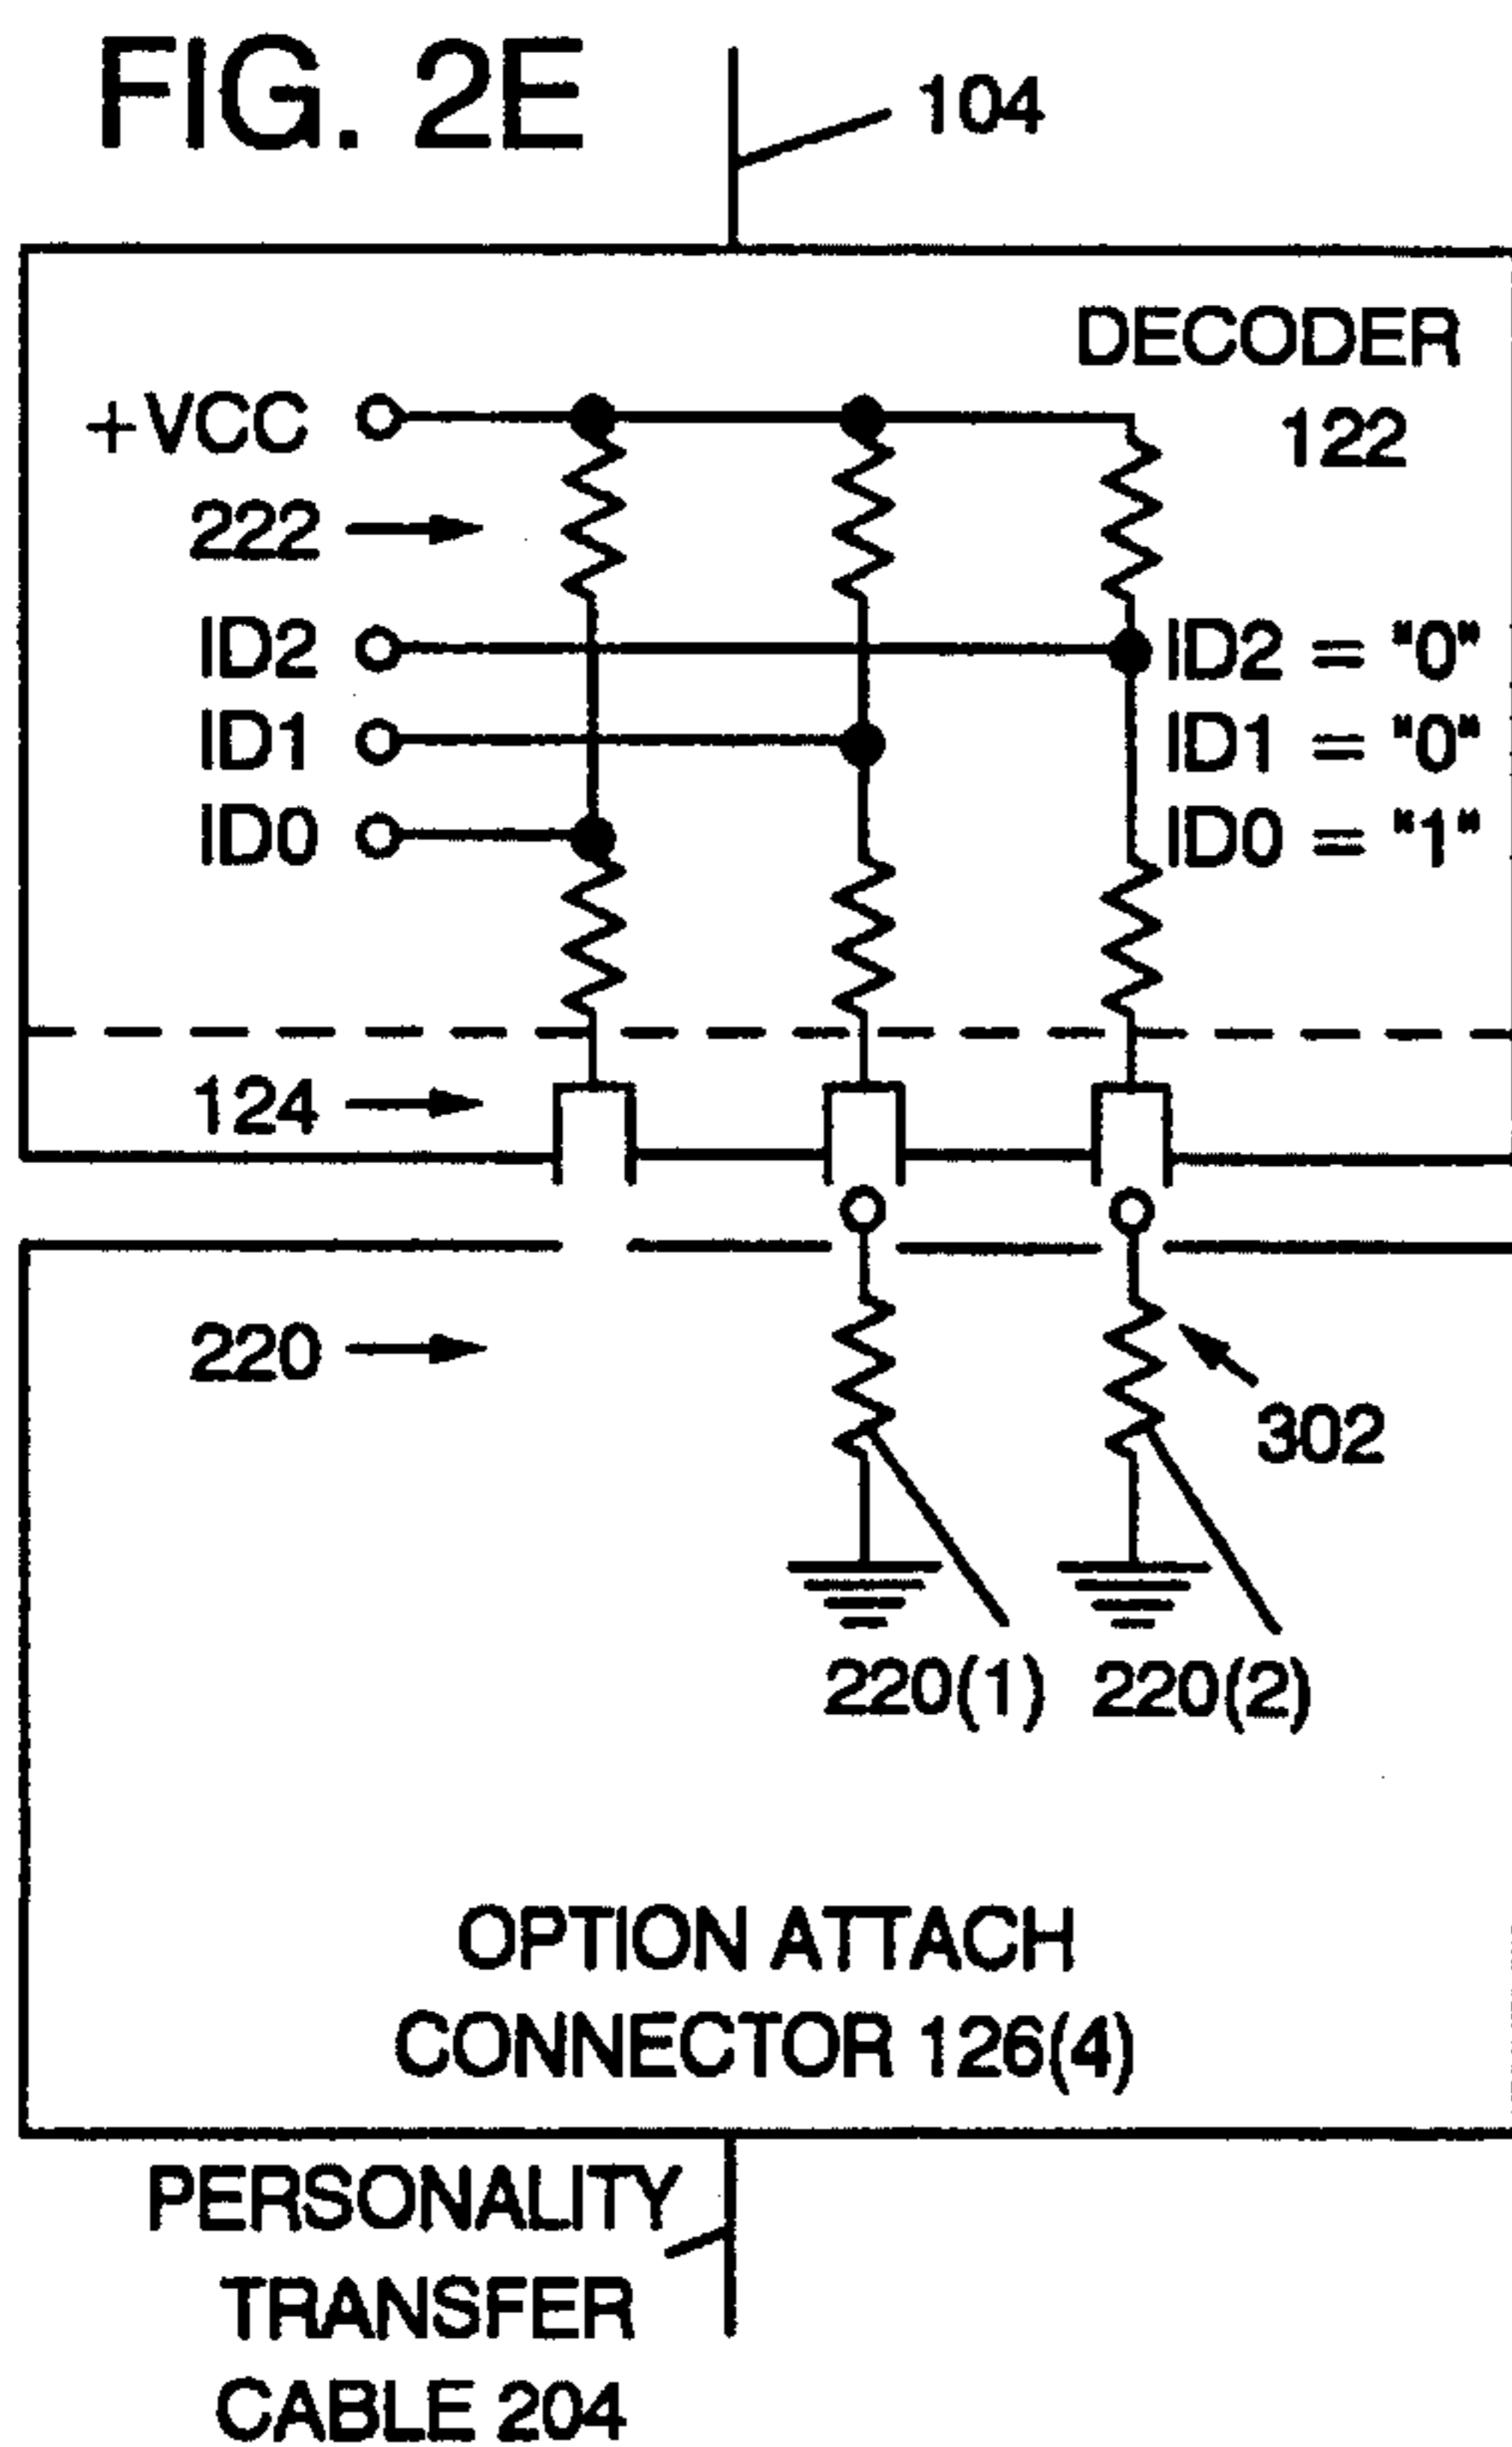 FIG. 2E
104
DECODER
122
+VCC
222
ID2
ID1
ID0
ID2 = "0"
ID1 = "0"
ID0 = "1"
124
220
302
220(1) 220(2)
OPTION ATTACH
CONNECTOR 126(4)
PERSONALITY
TRANSFER
CABLE 204